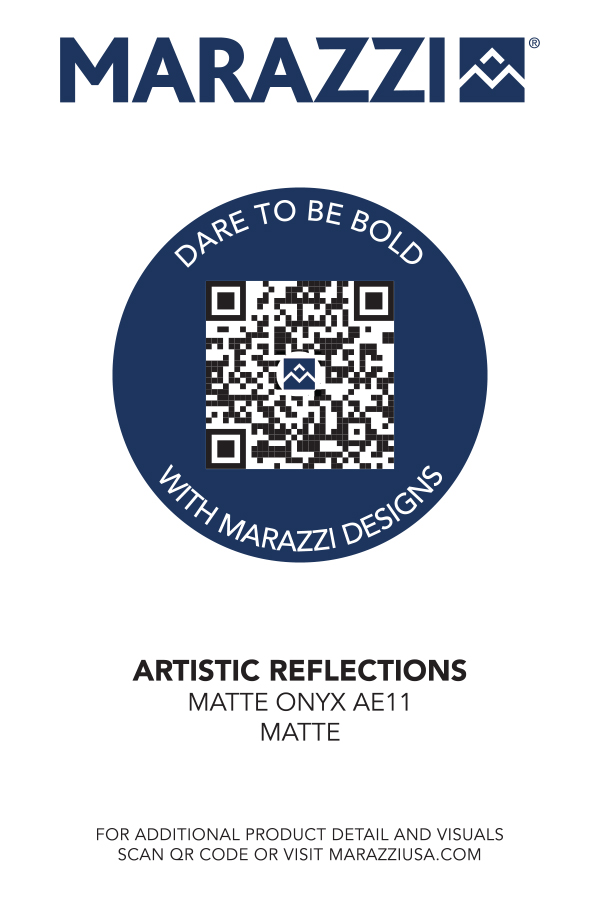 MARAZZI®
DARE TO BE BOLD
WITH MARAZZI DESIGNS
ARTISTIC REFLECTIONS
MATTE ONYX AE11
MATTE
FOR ADDITIONAL PRODUCT DETAIL AND VISUALS
SCAN QR CODE OR VISIT MARAZZIUSA.COM